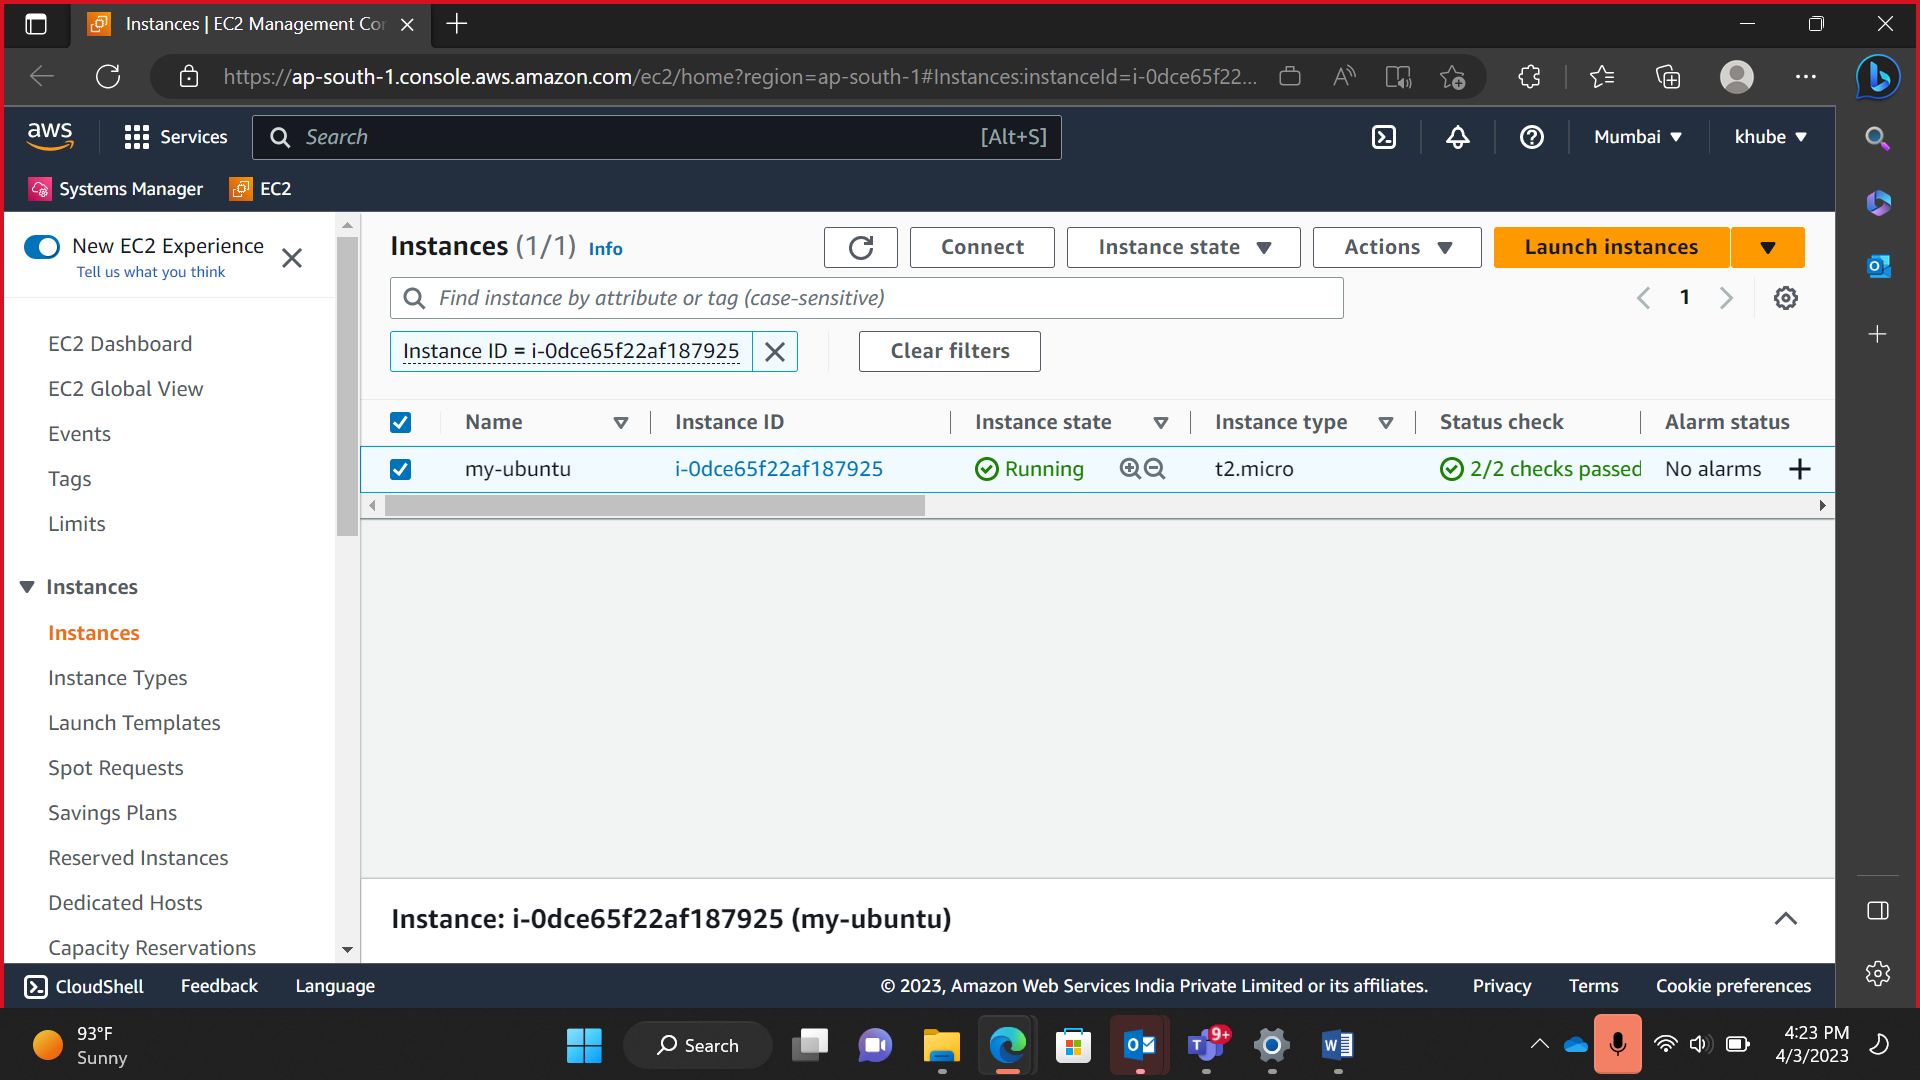 Instances | EC2 Management Con
https://ap-south-1.console.aws.amazon.com/ec2/home?region=ap-south-1#Instances:instanceId=i-0dce65f22...
aws
Services
Search
[Alt+S]
Mumbai
khube
Systems Manager
EC2
New EC2 Experience
Tell us what you think
EC2 Dashboard
EC2 Global View
Events
Tags
Limits
Instances
Instances
Instance Types
Launch Templates
Spot Requests
Savings Plans
Reserved Instances
Dedicated Hosts
Capacity Reservations
Instances (1/1) Info
Connect
Instance state
Actions
Launch instances
Find instance by attribute or tag (case-sensitive)
1
Instance ID = i-0dce65f22af187925
Clear filters
Name Instance ID Instance state Instance type Status check Alarm status
my-ubuntu i-0dce65f22af187925 Running t2.micro 2/2 checks passed No alarms
Instance: i-0dce65f22af187925 (my-ubuntu)
CloudShell
Feedback
Language
© 2023, Amazon Web Services India Private Limited or its affiliates.
Privacy
Terms
Cookie preferences
93°F
Sunny
Search
9+
4:23 PM
4/3/2023